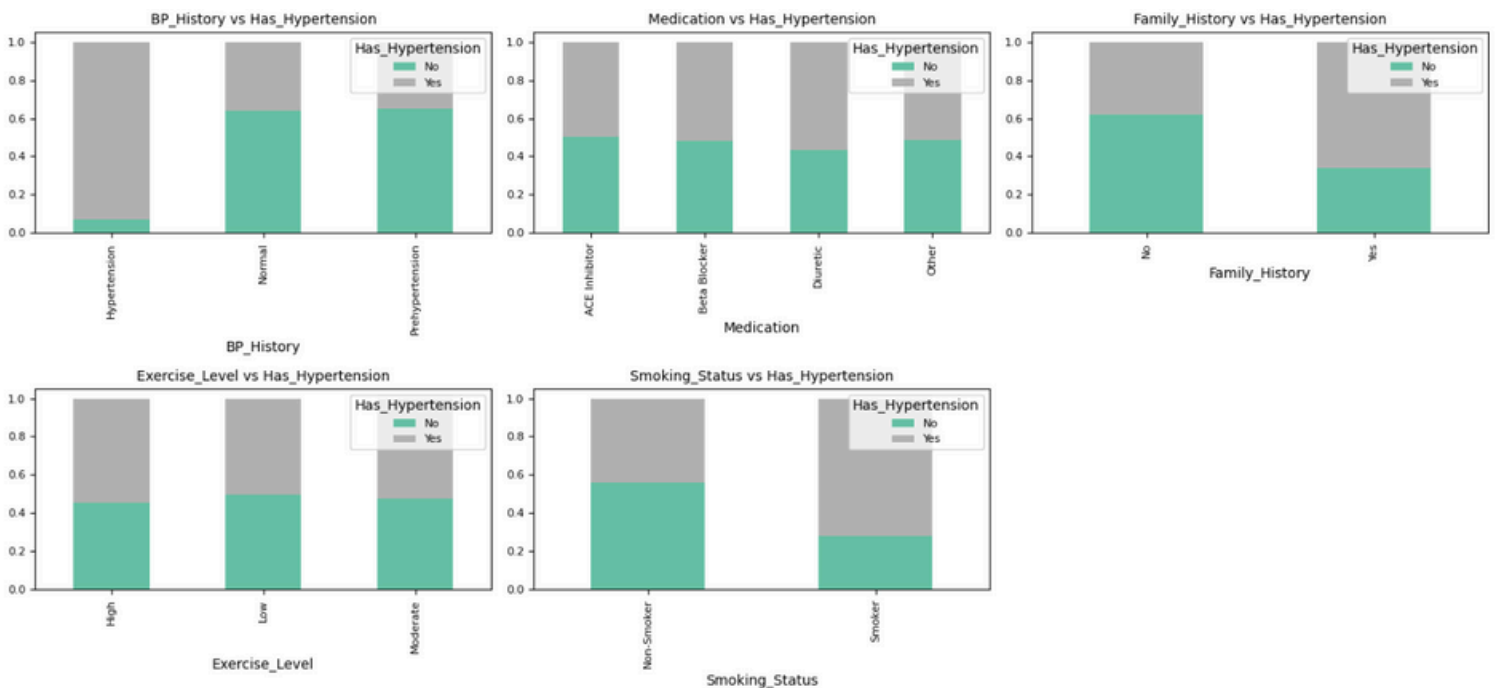 BP_History vs Has_Hypertension
1.0
0.8
0.6
0.4
0.2
0.0
Has_Hypertension
No
Yes
Hypertension
Normal
Prehypertension
BP_History
Medication vs Has_Hypertension
1.0
0.8
0.6
0.4
0.2
0.0
Has_Hypertension
No
Yes
ACE Inhibitor
Beta Blocker
Diuretic
Other
Medication
Family_History vs Has_Hypertension
1.0
0.8
0.6
0.4
0.2
0.0
Has_Hypertension
No
Yes
No
Yes
Family_History
Exercise_Level vs Has_Hypertension
1.0
0.8
0.6
0.4
0.2
0.0
Has_Hypertension
No
Yes
High
Low
Moderate
Exercise_Level
Smoking_Status vs Has_Hypertension
1.0
0.8
0.6
0.4
0.2
0.0
Has_Hypertension
No
Yes
Non-Smoker
Smoker
Smoking_Status